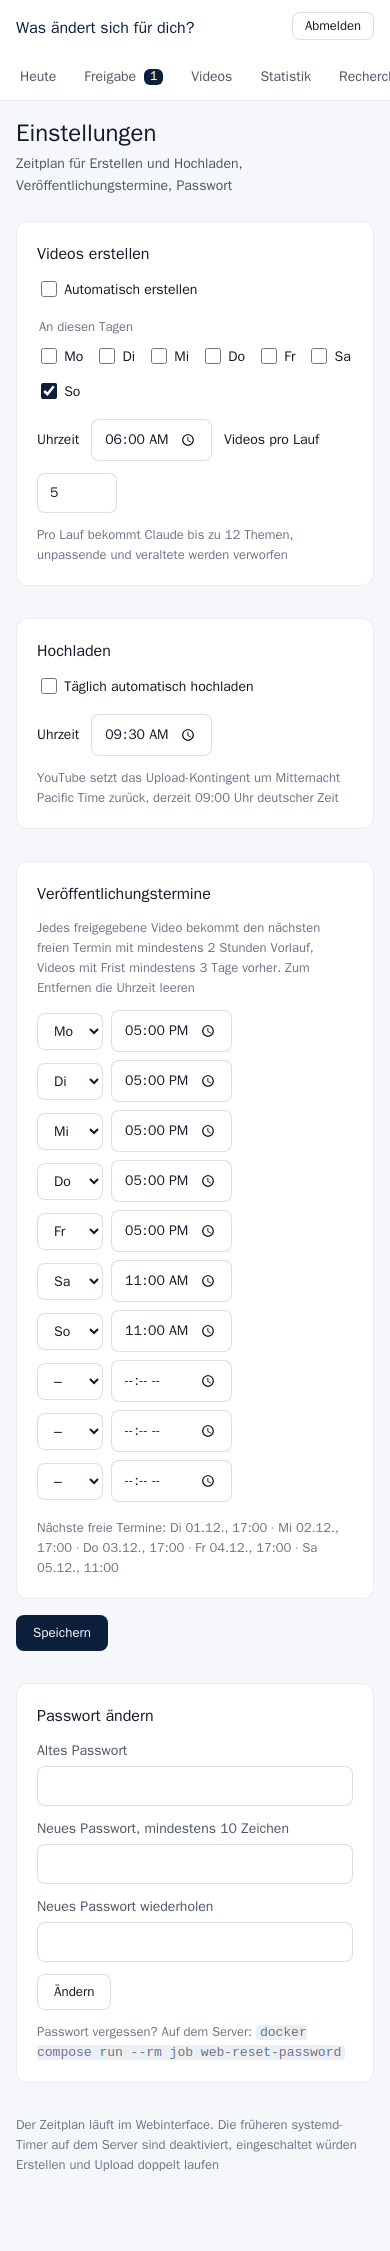 Was ändert sich für dich?
Abmelden
Heute Freigabe 1 Videos Statistik
Einstellungen
Zeitplan für Erstellen und Hochladen,
Veröffentlichungstermine, Passwort
Videos erstellen
Automatisch erstellen
An diesen Tagen
Mo Di Mi Do Fr Sa
So
Uhrzeit 06:00 AM Videos pro Lauf
5
Pro Lauf bekommt Claude bis zu 12 Themen,
unpassende und veraltete werden verworfen
Hochladen
Täglich automatisch hochladen
Uhrzeit 09:30 AM
YouTube setzt das Upload-Kontingent um Mitternacht
Pacific Time zurück, derzeit 09:00 Uhr deutscher Zeit
Veröffentlichungstermine
Jedes freigegebene Video bekommt den nächsten
freien Termin mit mindestens 2 Stunden Vorlauf,
Videos mit Frist mindestens 3 Tage vorher. Zum
Entfernen die Uhrzeit leeren
Mo 05:00 PM
Di 05:00 PM
Mi 05:00 PM
Do 05:00 PM
Fr 05:00 PM
Sa 11:00 AM
So 11:00 AM
– --:-- --
– --:-- --
– --:-- --
Nächste freie Termine: Di 01.12., 17:00 · Mi 02.12.,
17:00 · Do 03.12., 17:00 · Fr 04.12., 17:00 · Sa
05.12., 11:00
Speichern
Passwort ändern
Altes Passwort
Neues Passwort, mindestens 10 Zeichen
Neues Passwort wiederholen
Ändern
Passwort vergessen? Auf dem Server: docker
compose run --rm job web-reset-password
Der Zeitplan läuft im Webinterface. Die früheren systemd-
Timer auf dem Server sind deaktiviert, eingeschaltet würden
Erstellen und Upload doppelt laufen